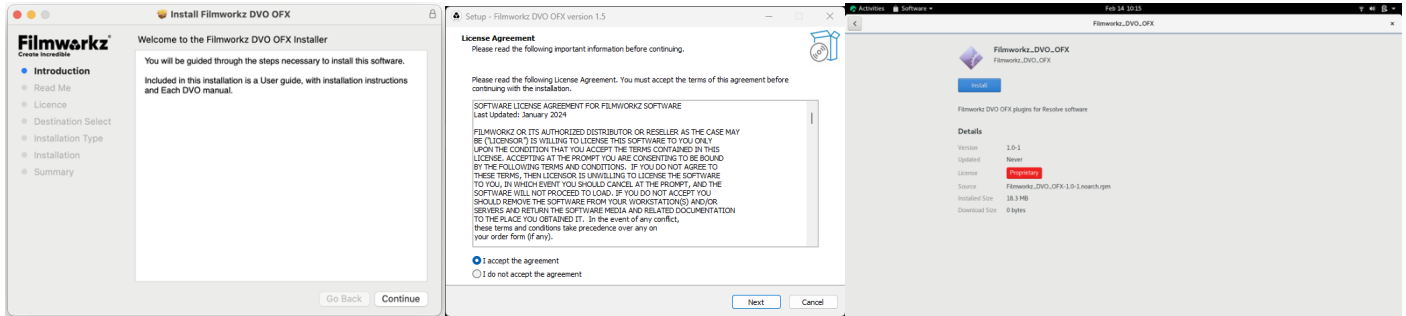 Install Filmworkz DVO OFX
Filmworkz
Create Incredible
Introduction
Read Me
Licence
Destination Select
Installation Type
Installation
Summary
Welcome to the Filmworkz DVO OFX Installer
You will be guided through the steps necessary to install this software.
Included in this installation is a User guide, with installation instructions
and Each DVO manual.
Go Back
Continue
Setup - Filmworkz DVO OFX version 1.5
License Agreement
Please read the following important information before continuing.
Please read the following License Agreement. You must accept the terms of this agreement before
continuing with the installation.
SOFTWARE LICENSE AGREEMENT FOR FILMWORKZ SOFTWARE
Last Updated: January 2024
FILMWORKZ OR ITS AUTHORIZED DISTRIBUTOR OR RESELLER AS THE CASE MAY
BE ("LICENSOR") IS WILLING TO LICENSE THIS SOFTWARE TO YOU ONLY
UPON THE CONDITION THAT YOU ACCEPT THE TERMS CONTAINED IN THIS
LICENSE. ACCEPTING AT THE PROMPT YOU ARE CONSENTING TO BE BOUND
BY THE FOLLOWING TERMS AND CONDITIONS. IF YOU DO NOT AGREE TO
THESE TERMS, THEN LICENSOR IS UNWILLING TO LICENSE THE SOFTWARE
TO YOU, IN WHICH EVENT YOU SHOULD CANCEL AT THE PROMPT, AND THE
SOFTWARE WILL NOT PROCEED TO LOAD. IF YOU DO NOT ACCEPT YOU
SHOULD REMOVE THE SOFTWARE FROM YOUR WORKSTATION(S) AND/OR
SERVERS AND RETURN THE SOFTWARE MEDIA AND RELATED DOCUMENTATION
TO THE PLACE YOU OBTAINED IT. In the event of any conflict,
these terms and conditions take precedence over any on
your order form (if any).
I accept the agreement
I do not accept the agreement
Next
Cancel
Activities
Software
Feb 14 10:15
Filmworkz_DVO_OFX
Filmworkz_DVO_OFX
Filmworkz_DVO_OFX
Install
Filmworkz DVO OFX plugins for Resolve software
Details
Version 1.0-1
Updated Never
License Proprietary
Source Filmworkz_DVO_OFX-1.0-1.noarch.rpm
Installed Size 18.3 MB
Download Size 0 bytes